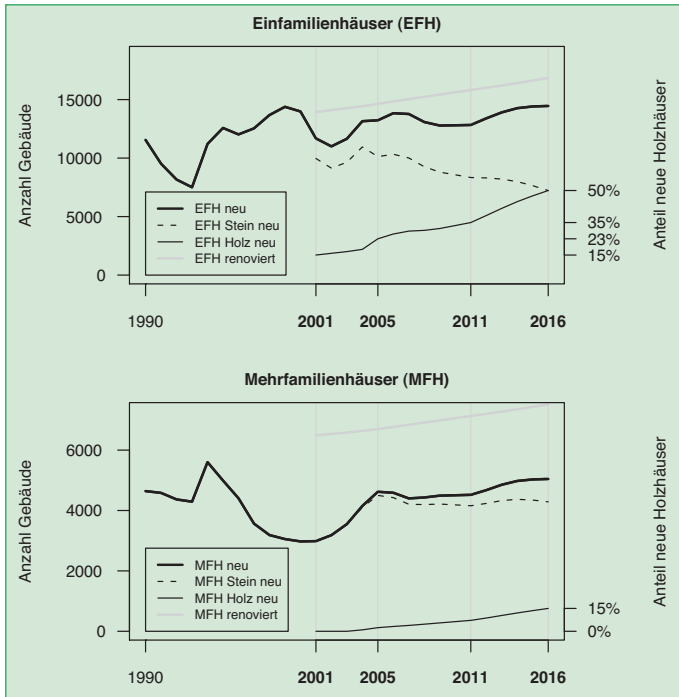 Einfamilienhäuser (EFH)
Anzahl Gebäude
15000
10000
5000
0
EFH neu
EFH Stein neu
EFH Holz neu
EFH renoviert
50%
35%
23%
15%
Anteil neue Holzhäuser
1990 2001 2005 2011 2016
Mehrfamilienhäuser (MFH)
Anzahl Gebäude
6000
4000
2000
0
MFH neu
MFH Stein neu
MFH Holz neu
MFH renoviert
15%
0%
Anteil neue Holzhäuser
1990 2001 2005 2011 2016